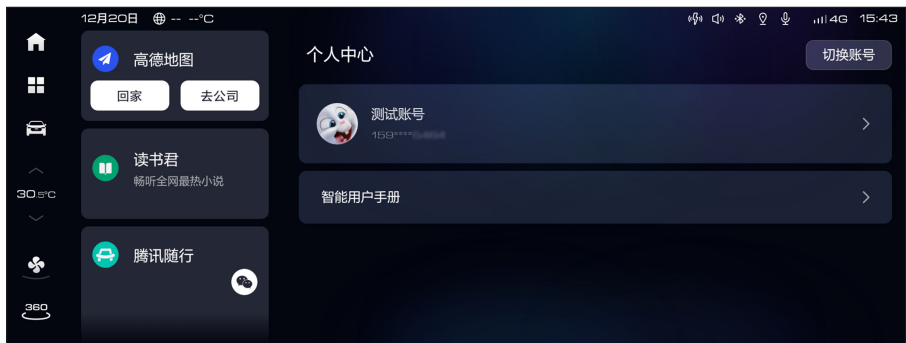 12月20日 -- --°C
4G 15:43
高德地图
回家 去公司
读书君
畅听全网最热小说
腾讯随行
30.5°C
360
个人中心
切换账号
测试账号
159****
智能用户手册